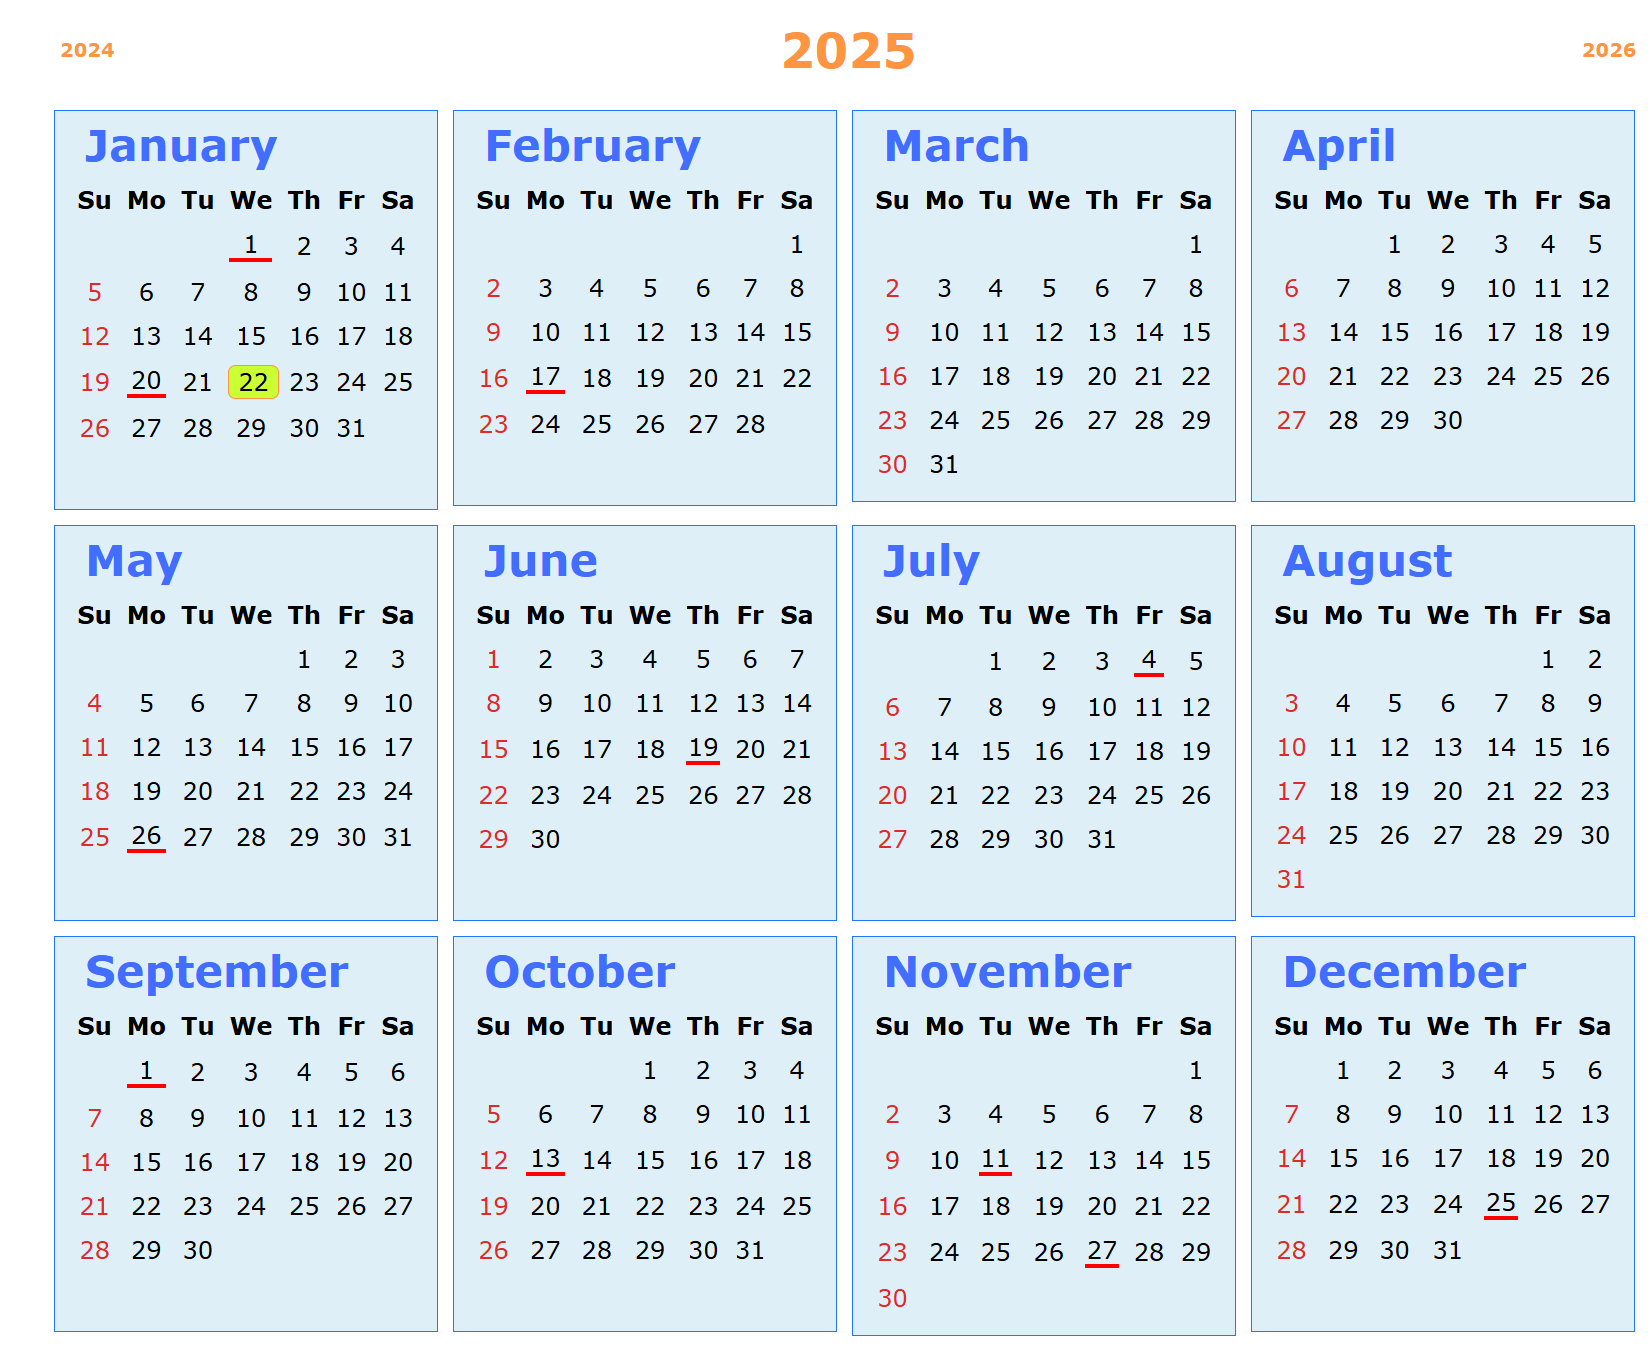 2024 2025 2026
January
Su Mo Tu We Th Fr Sa
1 2 3 4
5 6 7 8 9 10 11
12 13 14 15 16 17 18
19 20 21 22 23 24 25
26 27 28 29 30 31
February
Su Mo Tu We Th Fr Sa
1
2 3 4 5 6 7 8
9 10 11 12 13 14 15
16 17 18 19 20 21 22
23 24 25 26 27 28
March
Su Mo Tu We Th Fr Sa
1
2 3 4 5 6 7 8
9 10 11 12 13 14 15
16 17 18 19 20 21 22
23 24 25 26 27 28 29
30 31
April
Su Mo Tu We Th Fr Sa
1 2 3 4 5
6 7 8 9 10 11 12
13 14 15 16 17 18 19
20 21 22 23 24 25 26
27 28 29 30
May
Su Mo Tu We Th Fr Sa
1 2 3
4 5 6 7 8 9 10
11 12 13 14 15 16 17
18 19 20 21 22 23 24
25 26 27 28 29 30 31
June
Su Mo Tu We Th Fr Sa
1 2 3 4 5 6 7
8 9 10 11 12 13 14
15 16 17 18 19 20 21
22 23 24 25 26 27 28
29 30
July
Su Mo Tu We Th Fr Sa
1 2 3 4 5
6 7 8 9 10 11 12
13 14 15 16 17 18 19
20 21 22 23 24 25 26
27 28 29 30 31
August
Su Mo Tu We Th Fr Sa
1 2
3 4 5 6 7 8 9
10 11 12 13 14 15 16
17 18 19 20 21 22 23
24 25 26 27 28 29 30
31
September
Su Mo Tu We Th Fr Sa
1 2 3 4 5 6
7 8 9 10 11 12 13
14 15 16 17 18 19 20
21 22 23 24 25 26 27
28 29 30
October
Su Mo Tu We Th Fr Sa
1 2 3 4
5 6 7 8 9 10 11
12 13 14 15 16 17 18
19 20 21 22 23 24 25
26 27 28 29 30 31
November
Su Mo Tu We Th Fr Sa
1
2 3 4 5 6 7 8
9 10 11 12 13 14 15
16 17 18 19 20 21 22
23 24 25 26 27 28 29
30
December
Su Mo Tu We Th Fr Sa
1 2 3 4 5 6
7 8 9 10 11 12 13
14 15 16 17 18 19 20
21 22 23 24 25 26 27
28 29 30 31